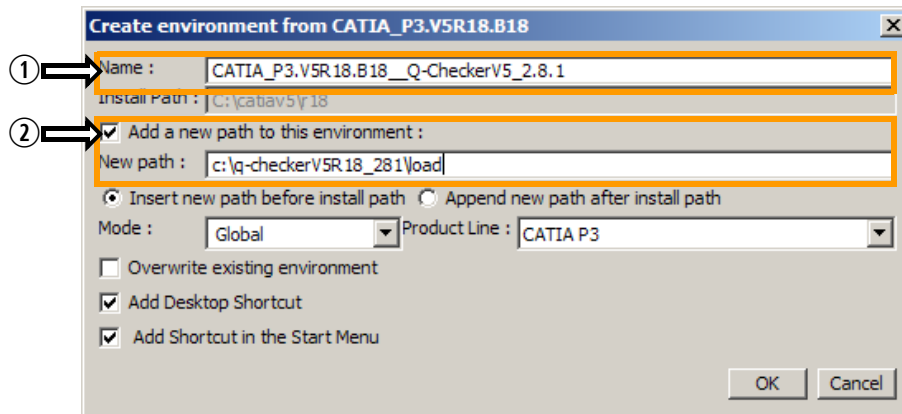 Create environment from CATIA_P3.V5R18.B18
① Name : CATIA_P3.V5R18.B18__Q-CheckerV5_2.8.1
Install Path : C:\catiav5\r18
② Add a new path to this environment :
New path : c:\q-checkerV5R18_281\load
Insert new path before install path Append new path after install path
Mode : Global Product Line : CATIA P3
Overwrite existing environment
Add Desktop Shortcut
Add Shortcut in the Start Menu
OK Cancel